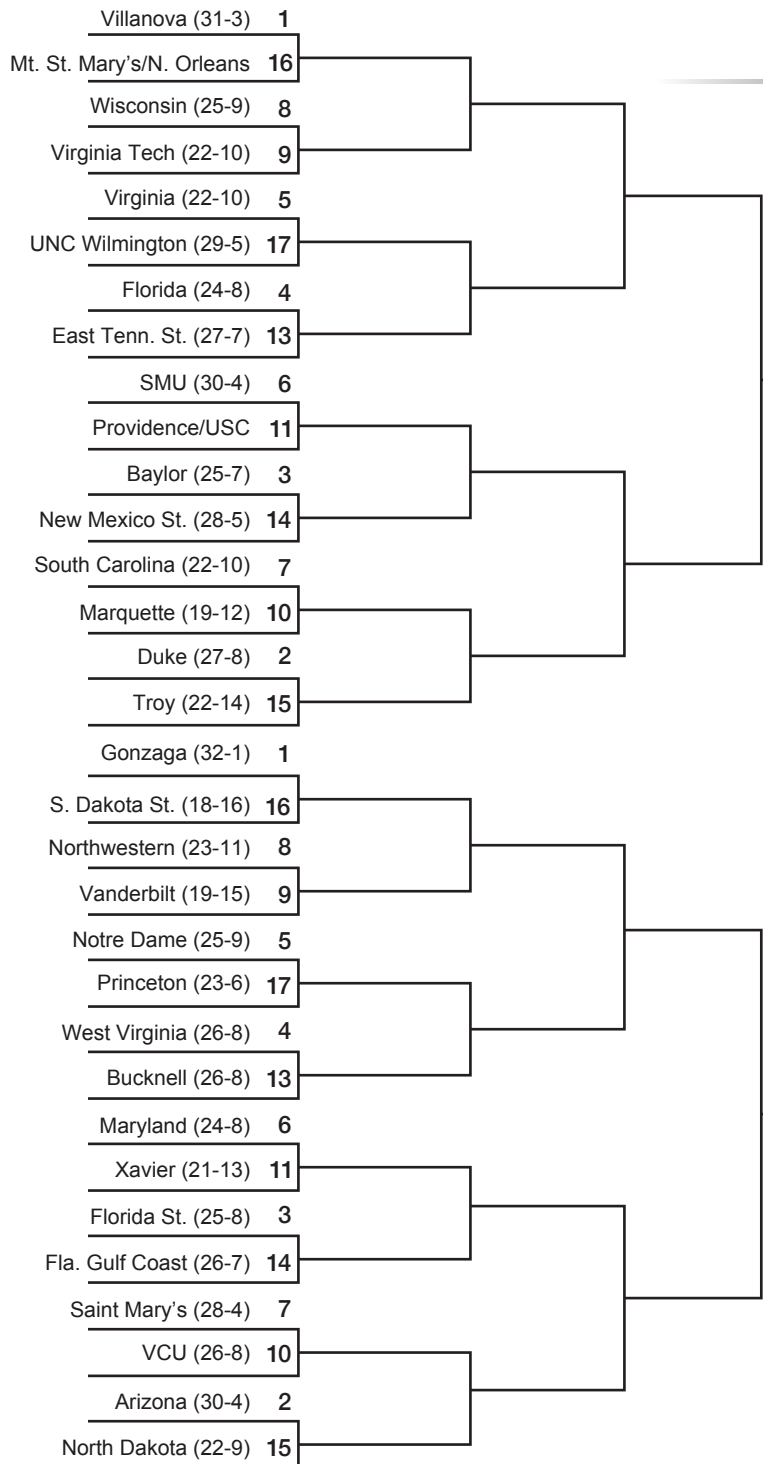 Villanova (31-3) 1
Mt. St. Mary's/N. Orleans 16
Wisconsin (25-9) 8
Virginia Tech (22-10) 9
Virginia (22-10) 5
UNC Wilmington (29-5) 17
Florida (24-8) 4
East Tenn. St. (27-7) 13
SMU (30-4) 6
Providence/USC 11
Baylor (25-7) 3
New Mexico St. (28-5) 14
South Carolina (22-10) 7
Marquette (19-12) 10
Duke (27-8) 2
Troy (22-14) 15
Gonzaga (32-1) 1
S. Dakota St. (18-16) 16
Northwestern (23-11) 8
Vanderbilt (19-15) 9
Notre Dame (25-9) 5
Princeton (23-6) 17
West Virginia (26-8) 4
Bucknell (26-8) 13
Maryland (24-8) 6
Xavier (21-13) 11
Florida St. (25-8) 3
Fla. Gulf Coast (26-7) 14
Saint Mary's (28-4) 7
VCU (26-8) 10
Arizona (30-4) 2
North Dakota (22-9) 15